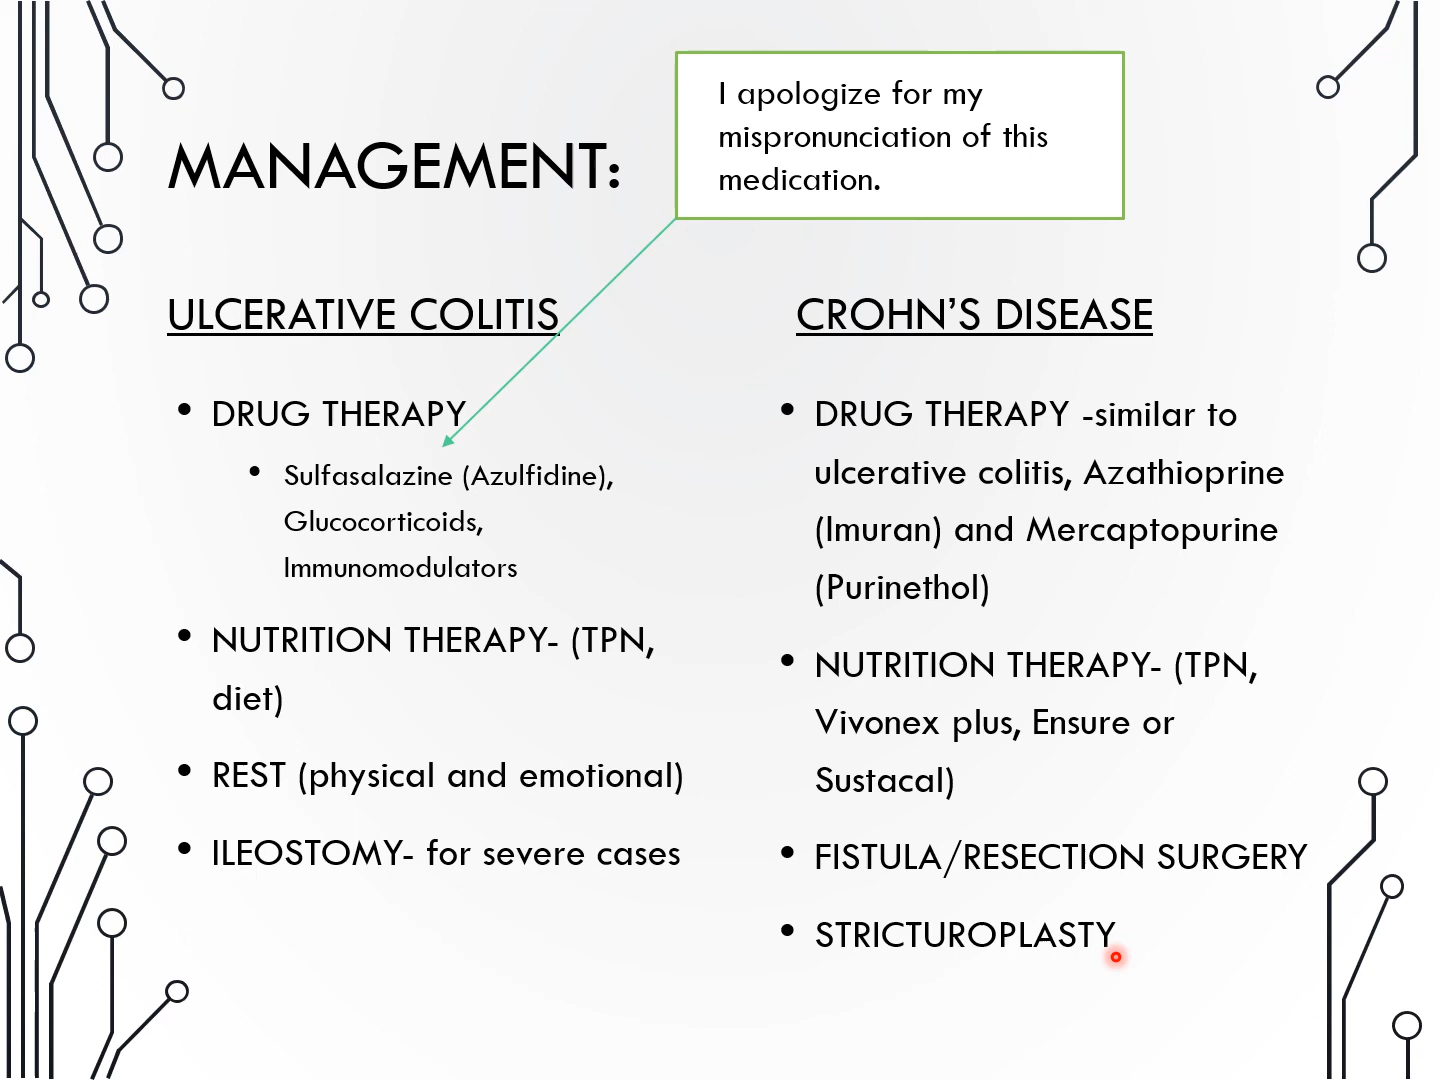 I apologize for my
mispronunciation of this
medication.
MANAGEMENT:
ULCERATIVE COLITIS
• DRUG THERAPY
• Sulfasalazine (Azulfidine),
Glucocorticoids,
Immunomodulators
• NUTRITION THERAPY- (TPN,
diet)
• REST (physical and emotional)
• ILEOSTOMY- for severe cases
CROHN’S DISEASE
• DRUG THERAPY -similar to
ulcerative colitis, Azathioprine
(Imuran) and Mercaptopurine
(Purinethol)
• NUTRITION THERAPY- (TPN,
Vivonex plus, Ensure or
Sustacal)
• FISTULA/RESECTION SURGERY
• STRICTUROPLASTY